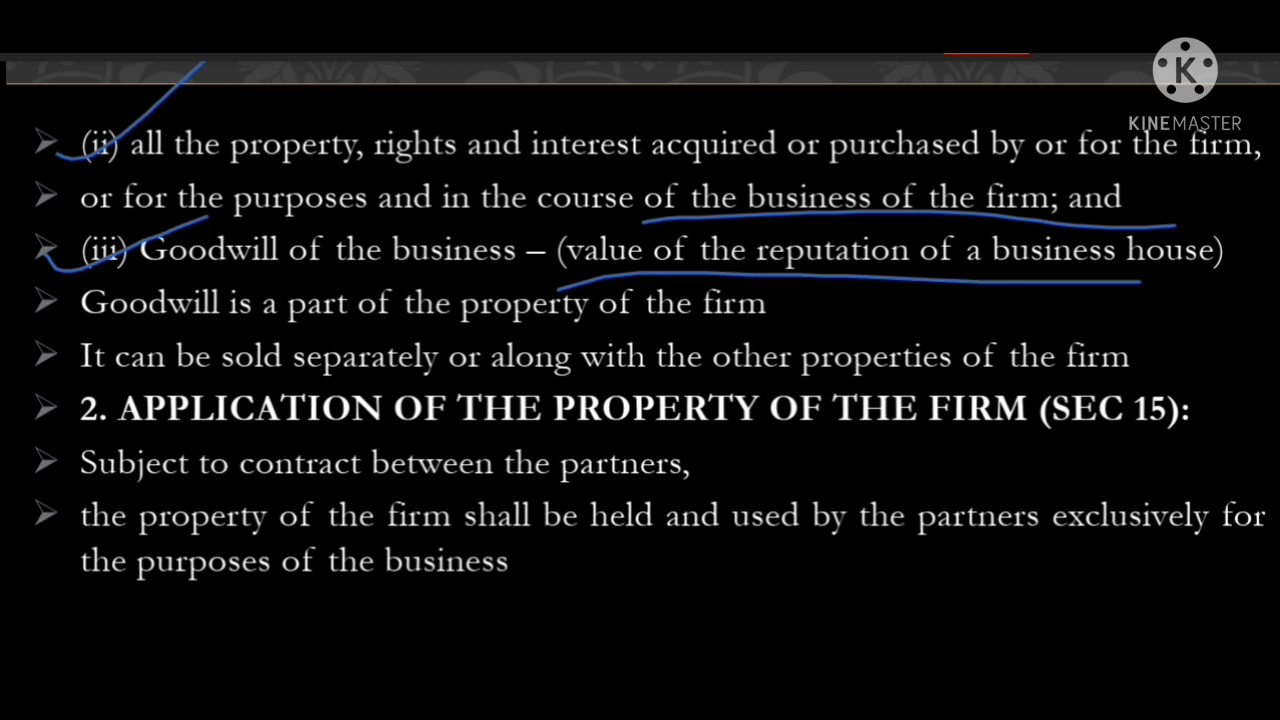 KINEMASTER
(ii) all the property, rights and interest acquired or purchased by or for the firm,
or for the purposes and in the course of the business of the firm; and
(iii) Goodwill of the business – (value of the reputation of a business house)
Goodwill is a part of the property of the firm
It can be sold separately or along with the other properties of the firm
2. APPLICATION OF THE PROPERTY OF THE FIRM (SEC 15):
Subject to contract between the partners,
the property of the firm shall be held and used by the partners exclusively for
the purposes of the business